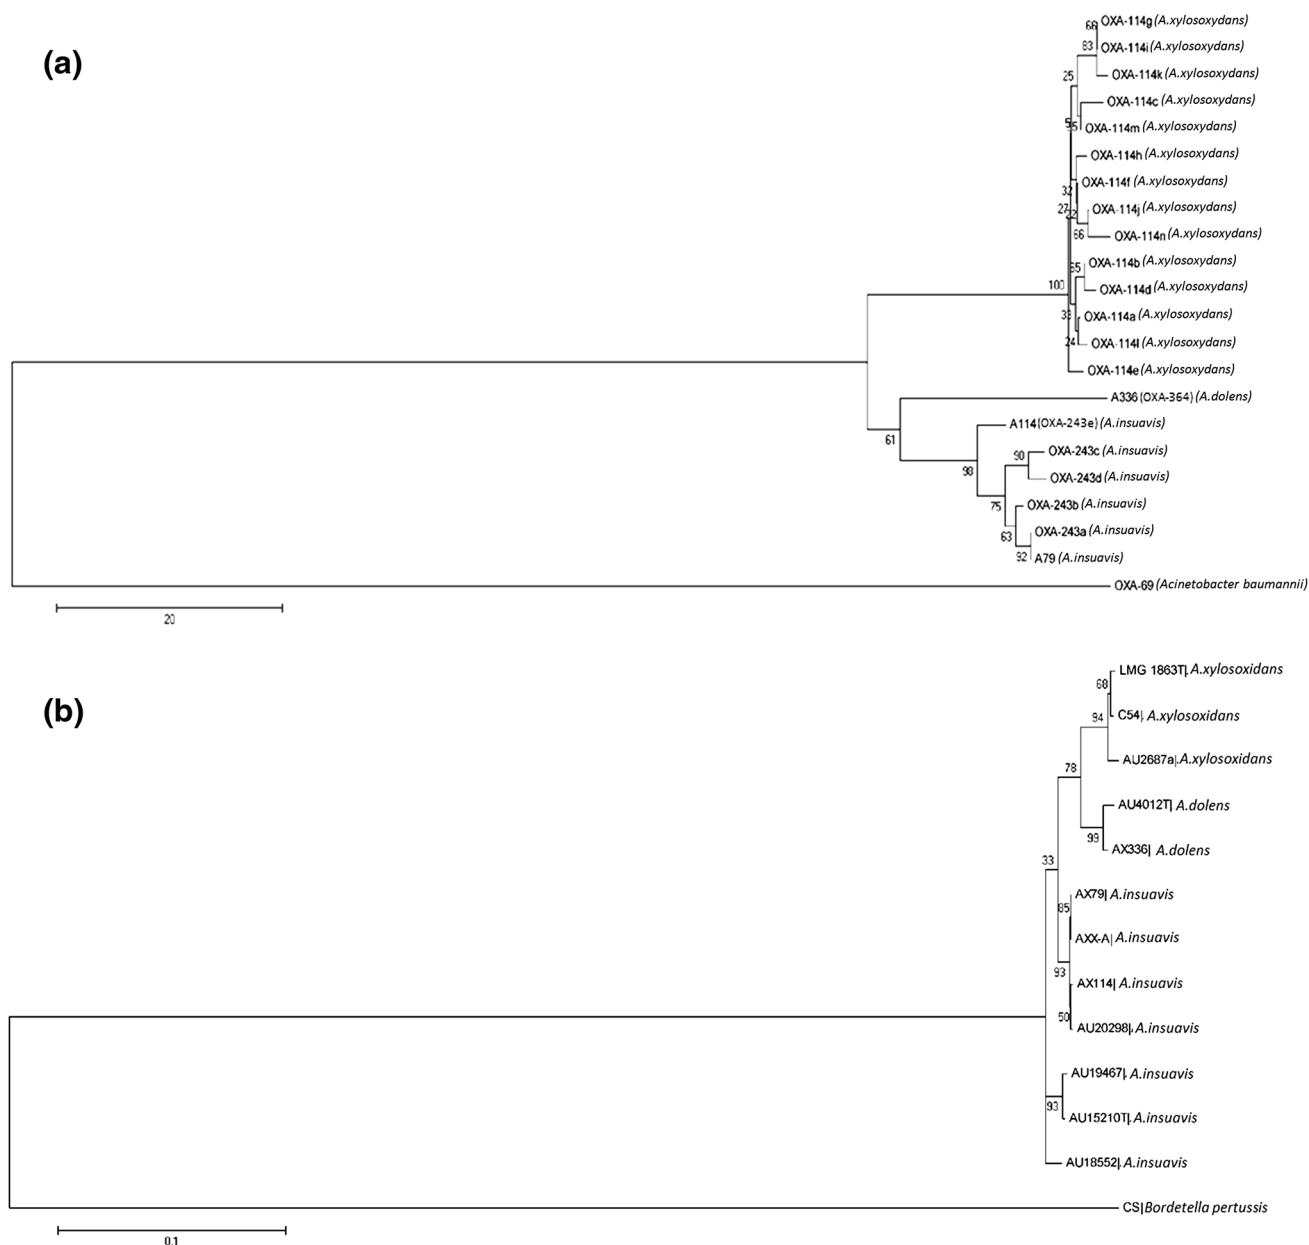 (a)
66 OXA-114g (A.xylosoxydans)
83 OXA-114i (A.xylosoxydans)
OXA-114k (A.xylosoxydans)
25
OXA-114c (A.xylosoxydans)
OXA-114m (A.xylosoxydans)
OXA-114h (A.xylosoxydans)
OXA-114f (A.xylosoxydans)
32
27 OXA-114j (A.xylosoxydans)
66 OXA-114n (A.xylosoxydans)
OXA-114b (A.xylosoxydans)
100 OXA-114d (A.xylosoxydans)
OXA-114a (A.xylosoxydans)
24 OXA-114l (A.xylosoxydans)
OXA-114e (A.xylosoxydans)
A336 (OXA-364) (A.dolens)
A114 (OXA-243e) (A.insuavis)
61
90 OXA-243c (A.insuavis)
98 OXA-243d (A.insuavis)
75 OXA-243b (A.insuavis)
63 OXA-243a (A.insuavis)
92 A79 (A.insuavis)
OXA-69 (Acinetobacter baumannii)
20
(b)
LMG 1863T| A.xylosoxidans
68
94 C54| A.xylosoxidans
AU2687a| A.xylosoxidans
78
AU4012T| A.dolens
99 AX336| A.dolens
33
AX79| A.insuavis
85
AXX-A| A.insuavis
93
AX114| A.insuavis
50 AU20298| A.insuavis
AU19467| A.insuavis
93
AU15210T| A.insuavis
AU18552| A.insuavis
CS|Bordetella pertussis
0.1